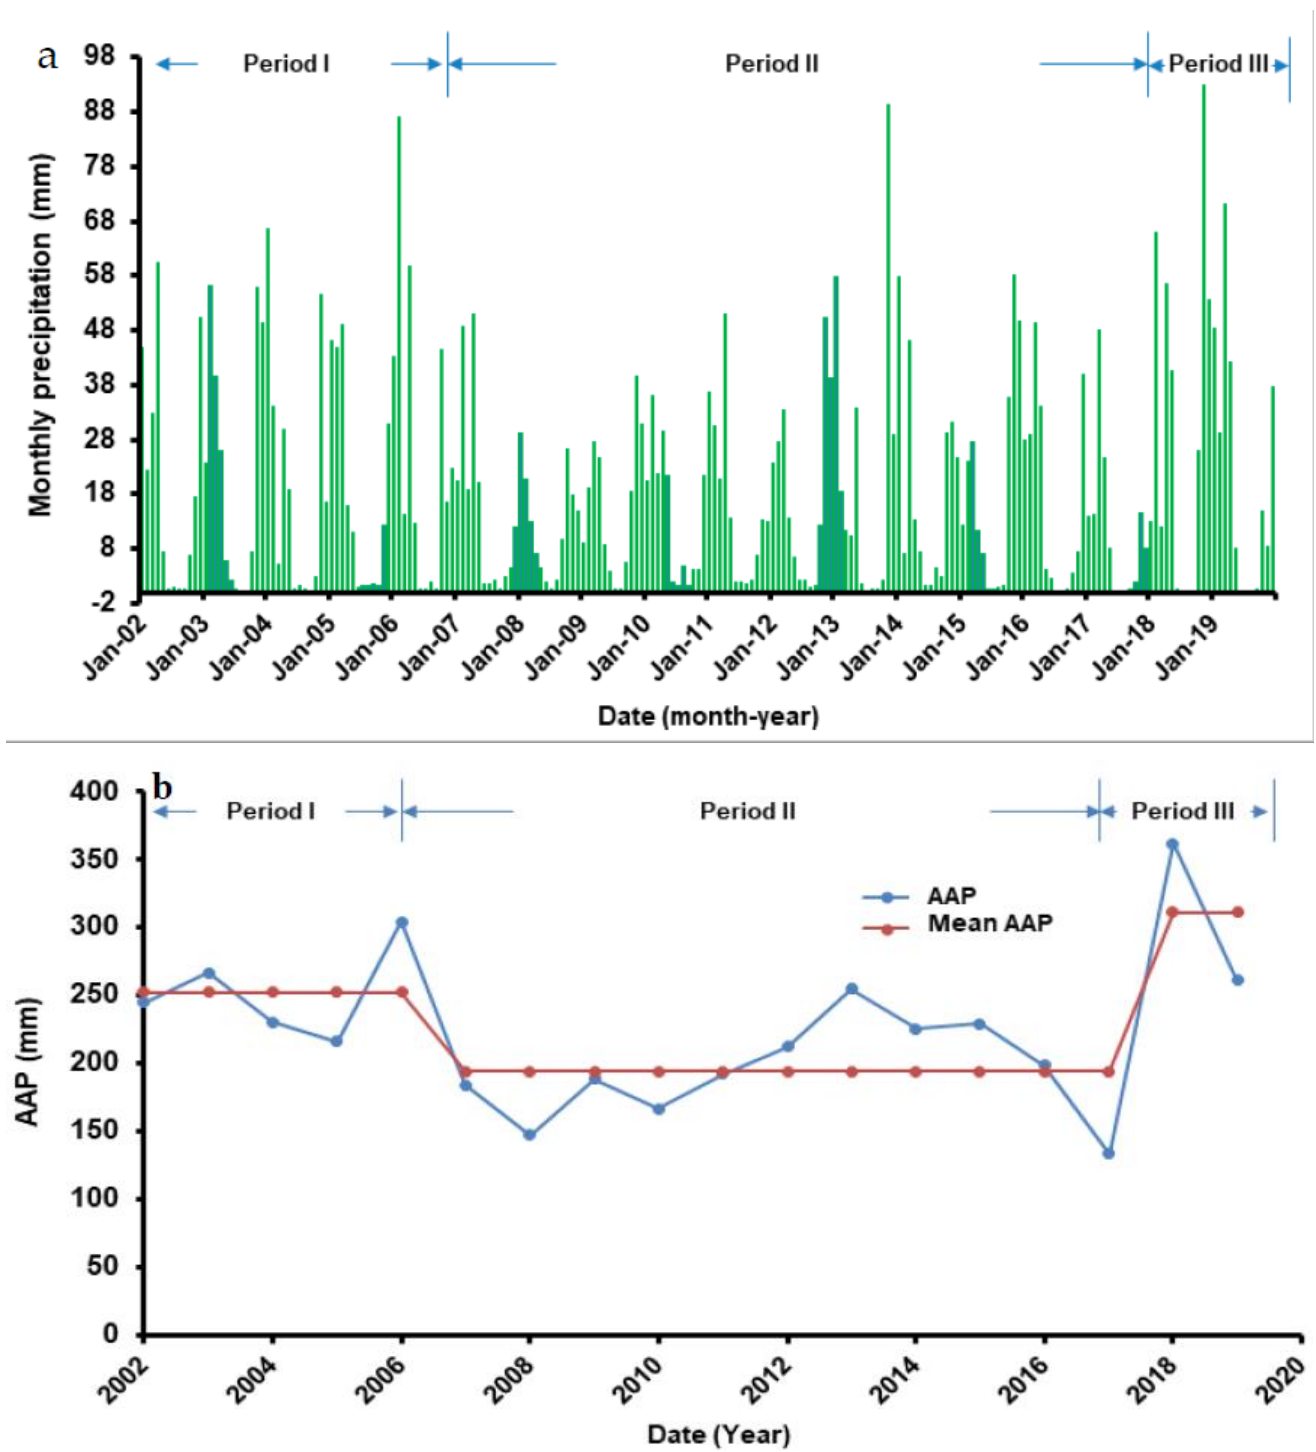 a
Period I
Period II
Period III
98
88
78
68
58
48
38
28
18
8
-2
Monthly precipitation (mm)
Jan-02
Jan-03
Jan-04
Jan-05
Jan-06
Jan-07
Jan-08
Jan-09
Jan-10
Jan-11
Jan-12
Jan-13
Jan-14
Jan-15
Jan-16
Jan-17
Jan-18
Jan-19
Date (month-year)
b
Period I
Period II
Period III
400
350
300
250
200
150
100
50
0
AAP (mm)
AAP
Mean AAP
2002
2004
2006
2008
2010
2012
2014
2016
2018
2020
Date (Year)